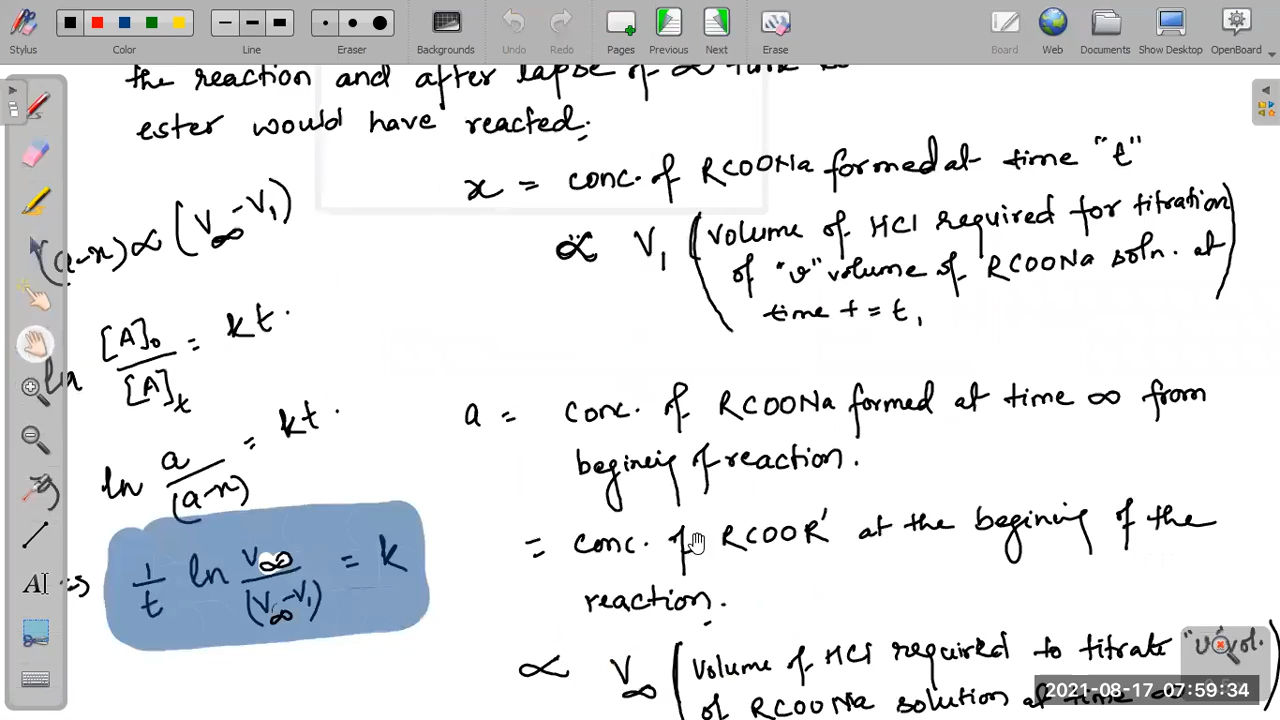 Stylus
Color
Line
Eraser
Backgrounds
Undo
Redo
Pages
Previous
Next
Erase
Board
Web
Documents
Show Desktop
OpenBoard
the reaction and after lapse of ∝ time
ester would have reacted.
x = conc. of RCOONa formed at time "t"
∝ V₁ (volume of HCl required for titration
of "v" volume of RCOONa soln. at
time t = t₁
(a-x) ∝ (V∞ - V₁)
ln [A]₀/[A]t = kt.
ln a/(a-x) = kt.
⇒ 1/t ln V∞/(V∞-V₁) = k
a = conc. of RCOONa formed at time ∞ from
begining of reaction.
= conc. of RCOOR' at the begining of the
reaction.
∝ V∞ (volume of HCl required to titrate "v" vol.
of RCOONa solution at time ∞)
2021-08-17 07:59:34